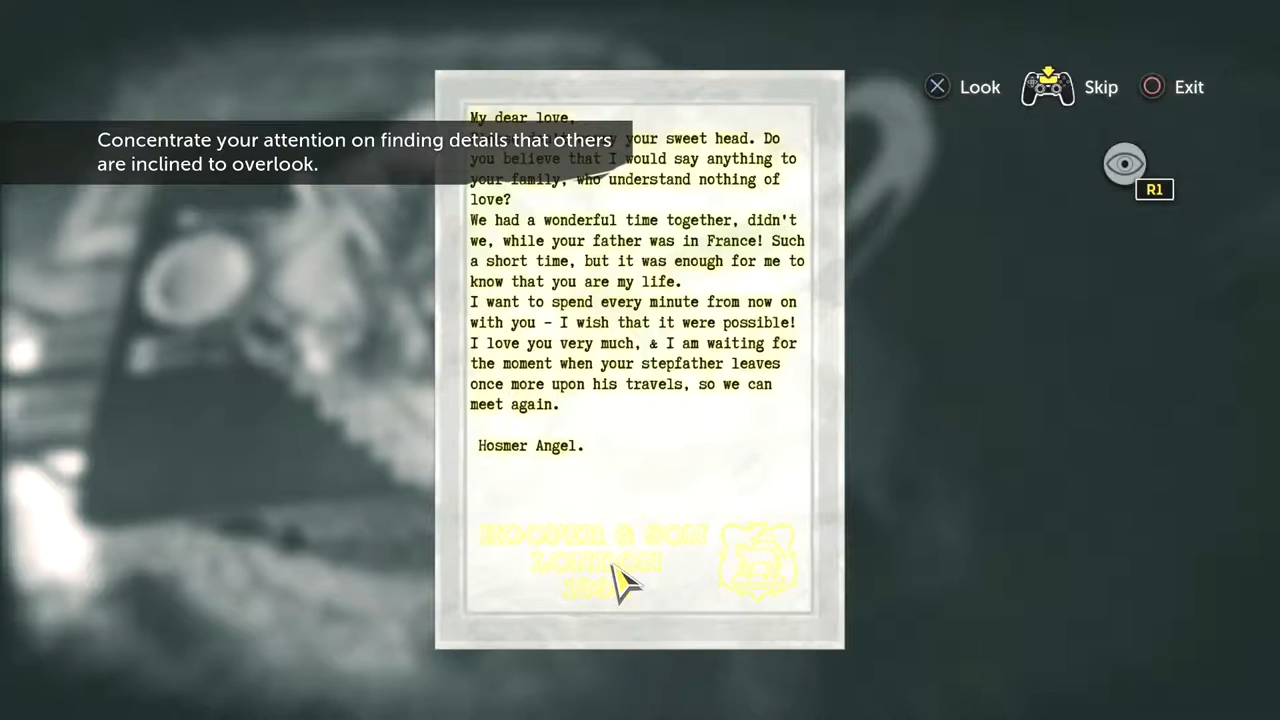 Look
Skip
Exit
R1
Concentrate your attention on finding details that others
are inclined to overlook.
My dear love,
your sweet head. Do
you believe that I would say anything to
your family, who understand nothing of
love?
We had a wonderful time together, didn't
we, while your father was in France! Such
a short time, but it was enough for me to
know that you are my life.
I want to spend every minute from now on
with you - I wish that it were possible!
I love you very much, & I am waiting for
the moment when your stepfather leaves
once more upon his travels, so we can
meet again.
Hosmer Angel.
& SON
LONDON